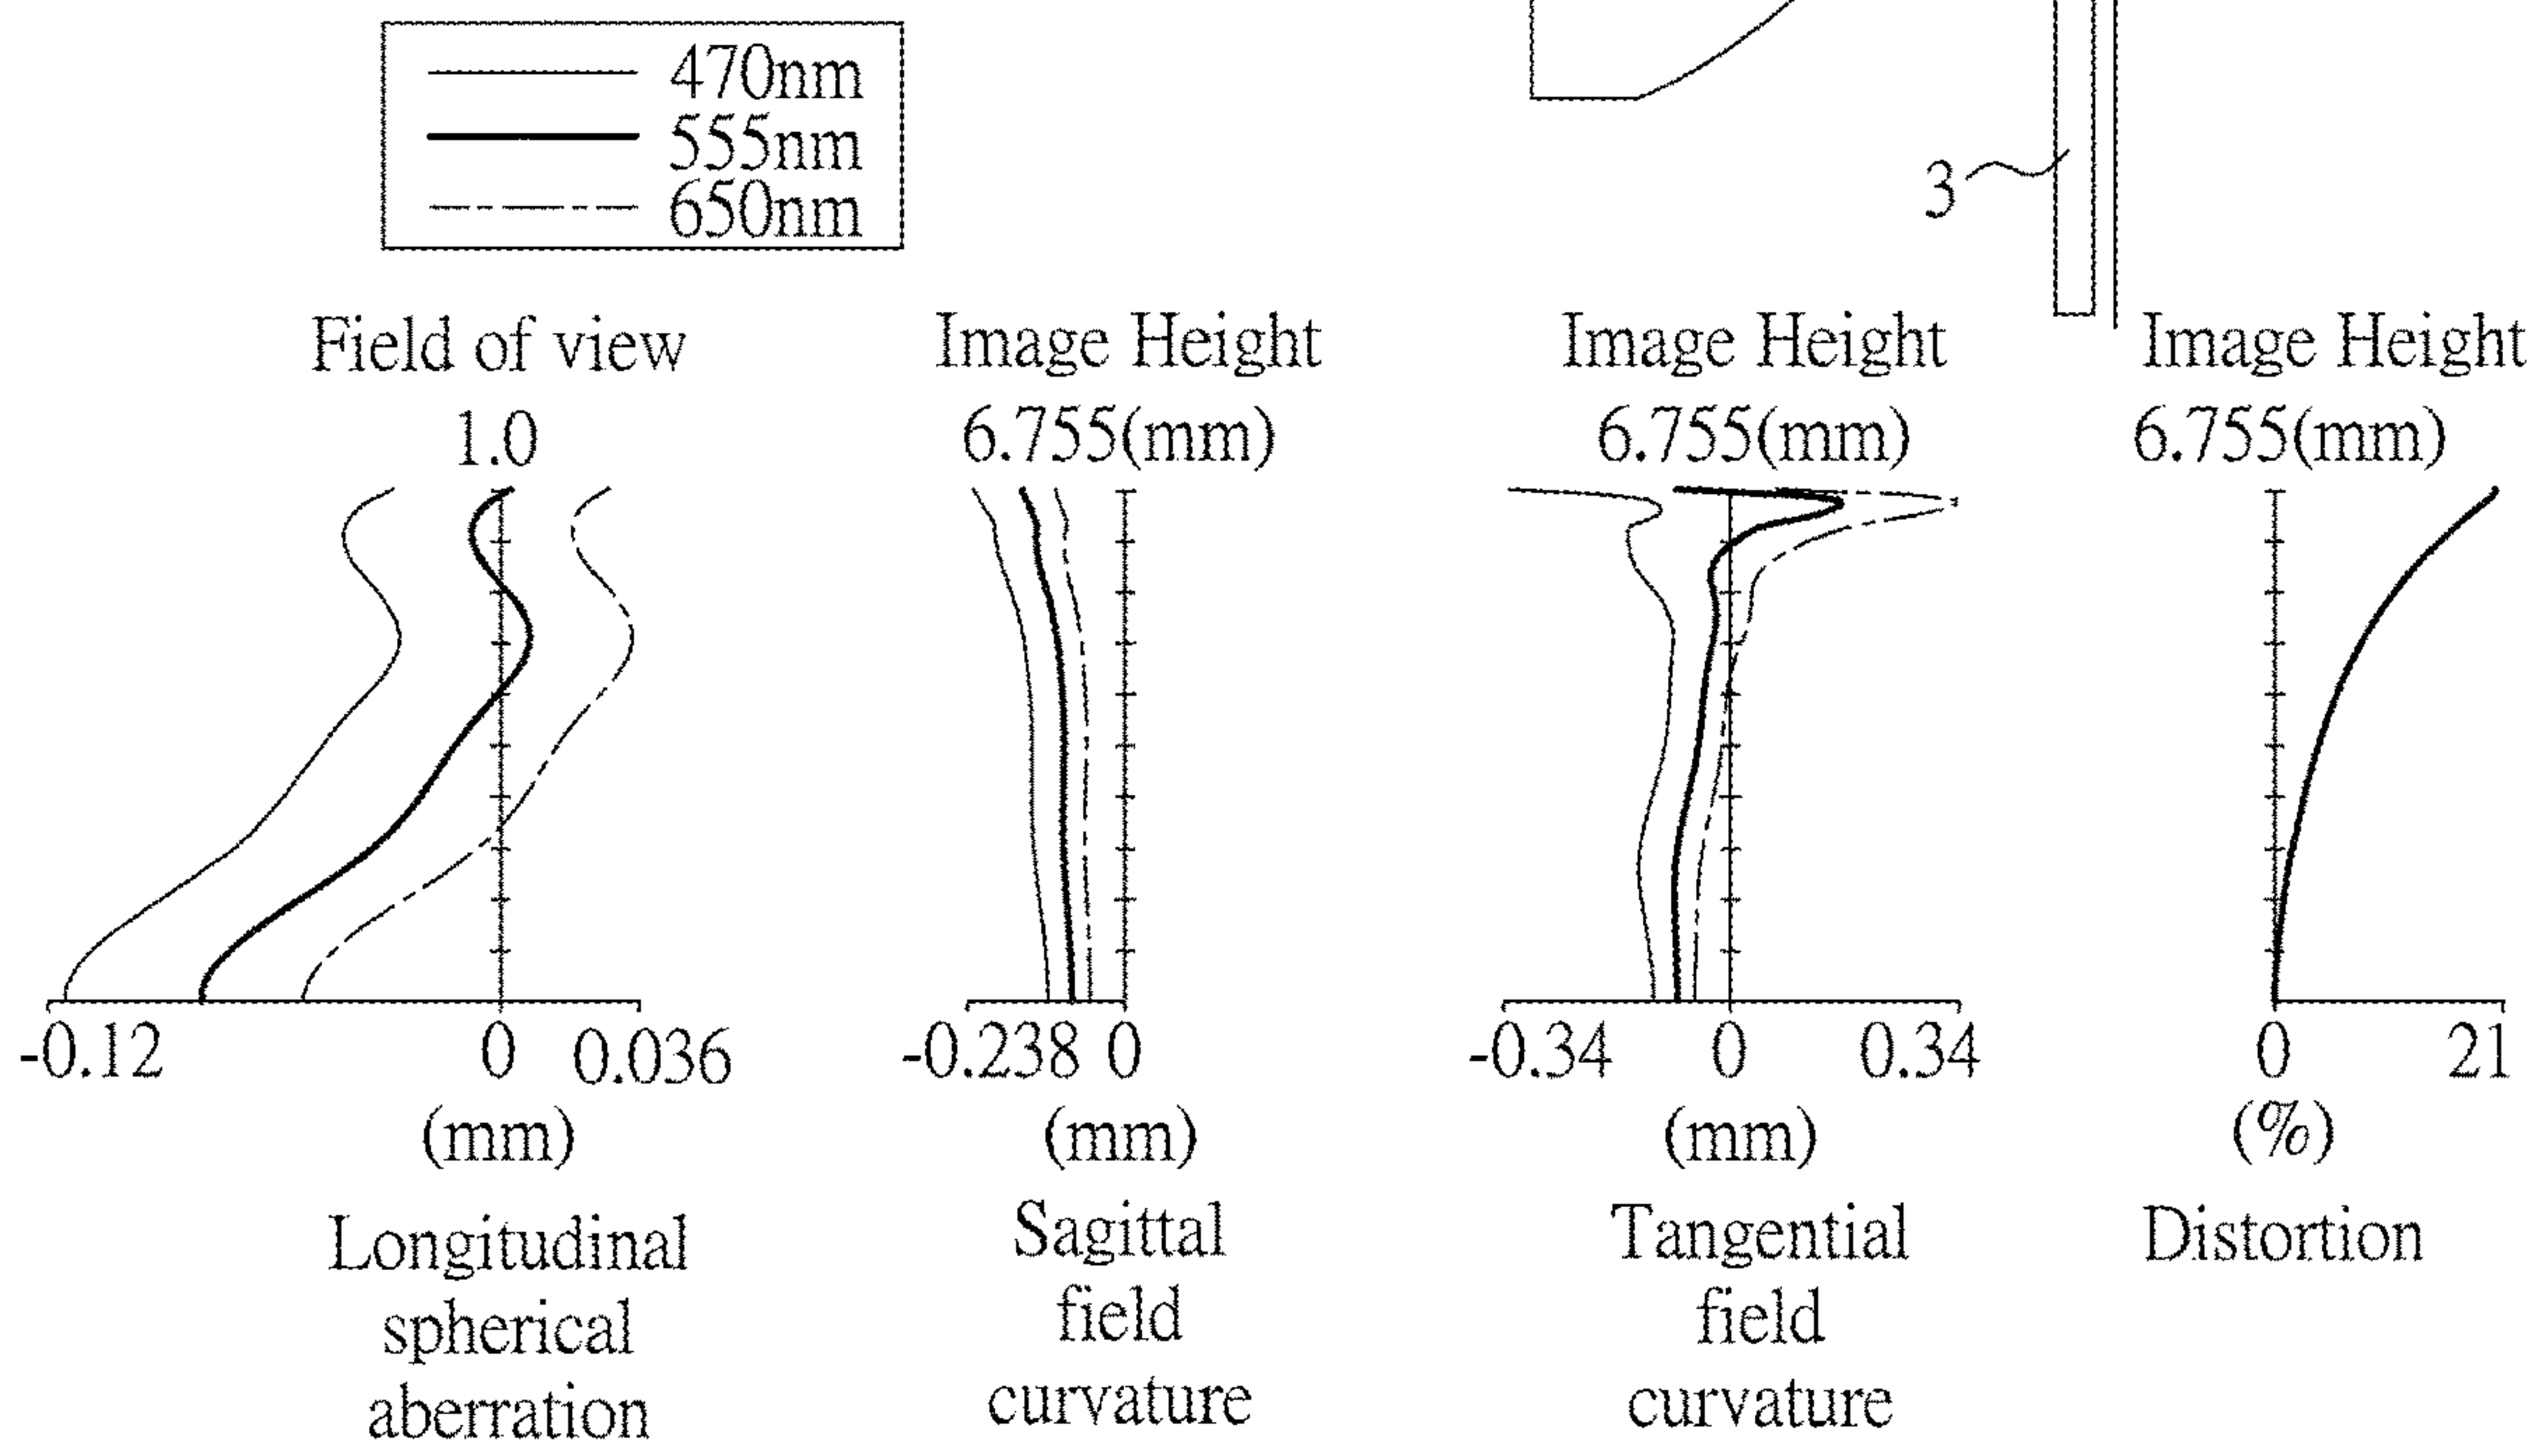 470nm
555nm
650nm
3
Field of view
1.0
Image Height
6.755(mm)
Image Height
6.755(mm)
Image Height
6.755(mm)
-0.12 0 0.036
(mm)
Longitudinal
spherical
aberration
-0.238 0
(mm)
Sagittal
field
curvature
-0.34 0 0.34
(mm)
Tangential
field
curvature
0 21
(%)
Distortion